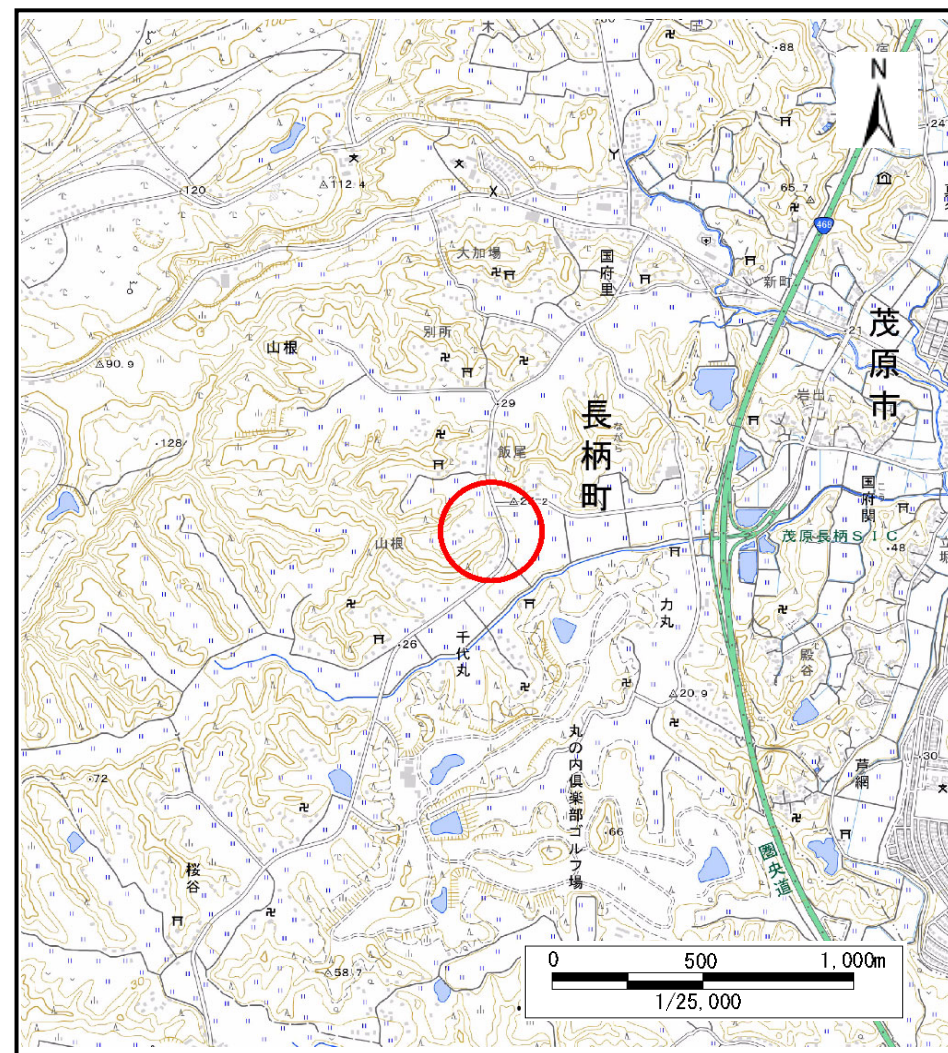 88
N
24
120
112.4
65.7
468
大加場
国府里
新町
茂原市
21
別所
山根
90.9
29
長柄町
ながら
岩出
128
飯尾
国府関
茂原長柄SIC
山根
48
力丸
千代丸
26
殿谷
20.9
丸の内倶楽部ゴルフ場
30
芦網
72
66
桜谷
圏央道
58.7
0 500 1,000m
1/25,000